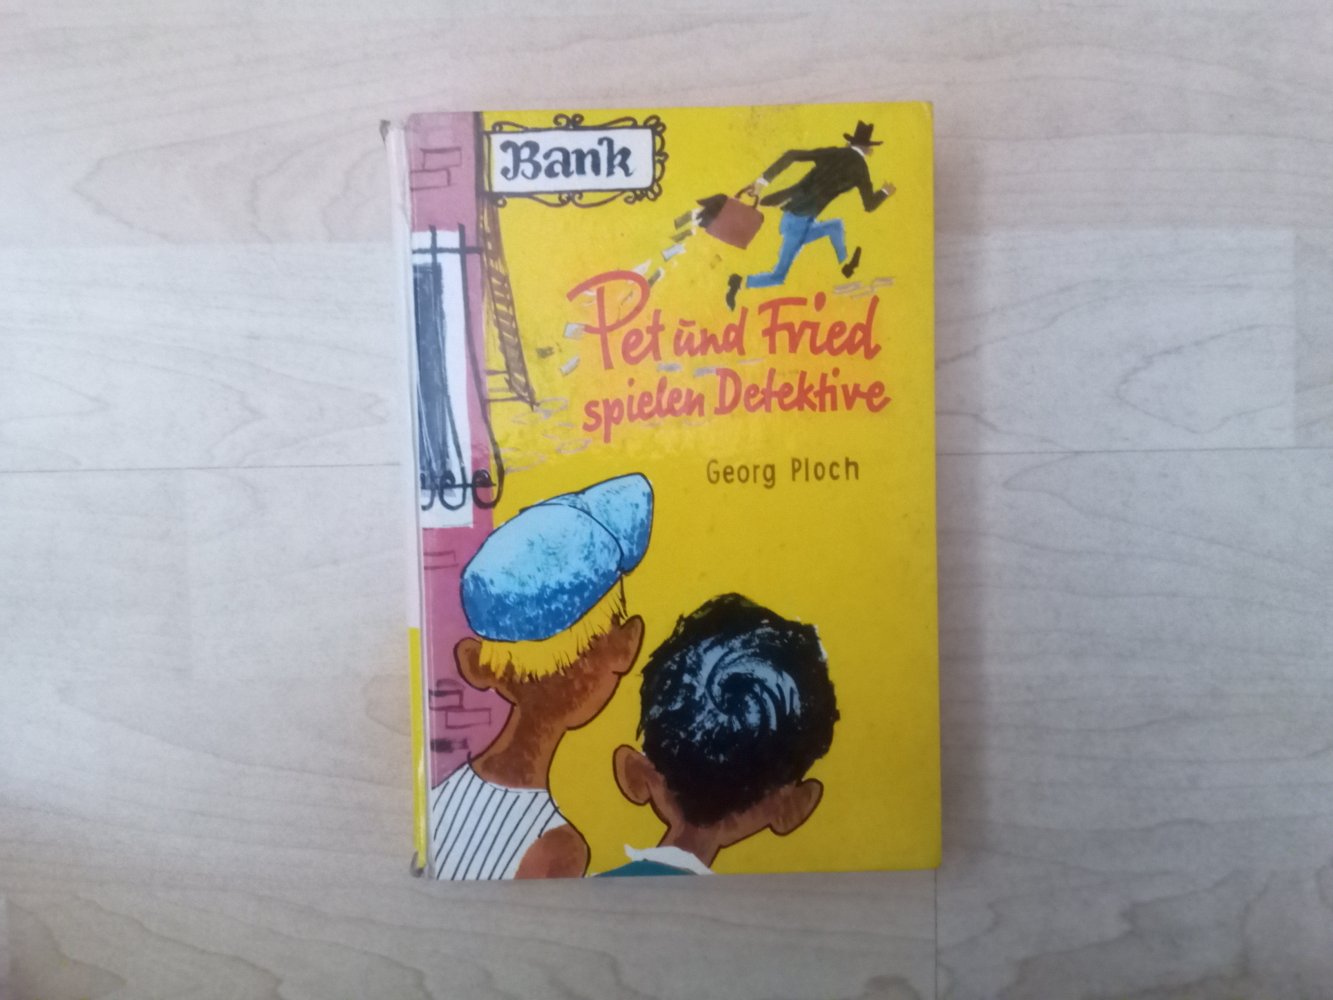 Bank
Pet und Fried
spielen Detektive
Georg Ploch